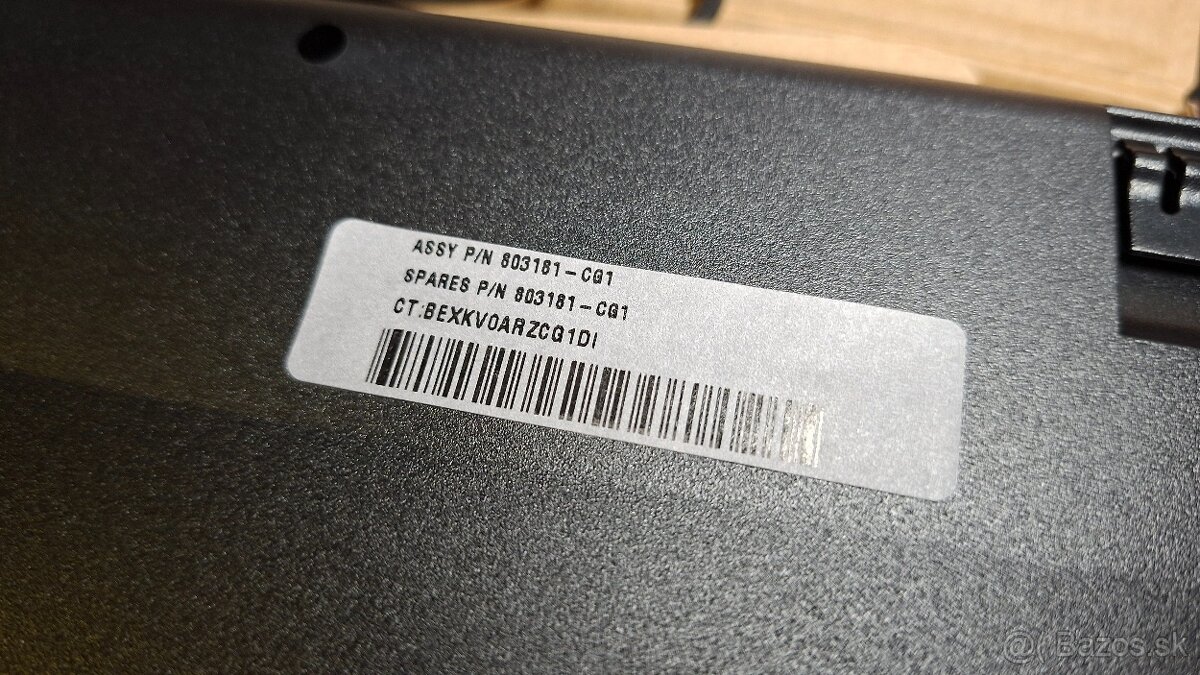 ASSY P/N 803181-CG1
SPARES P/N 803181-CG1
CT:BEXKV0ARZCG1DI
@ Bazos.sk